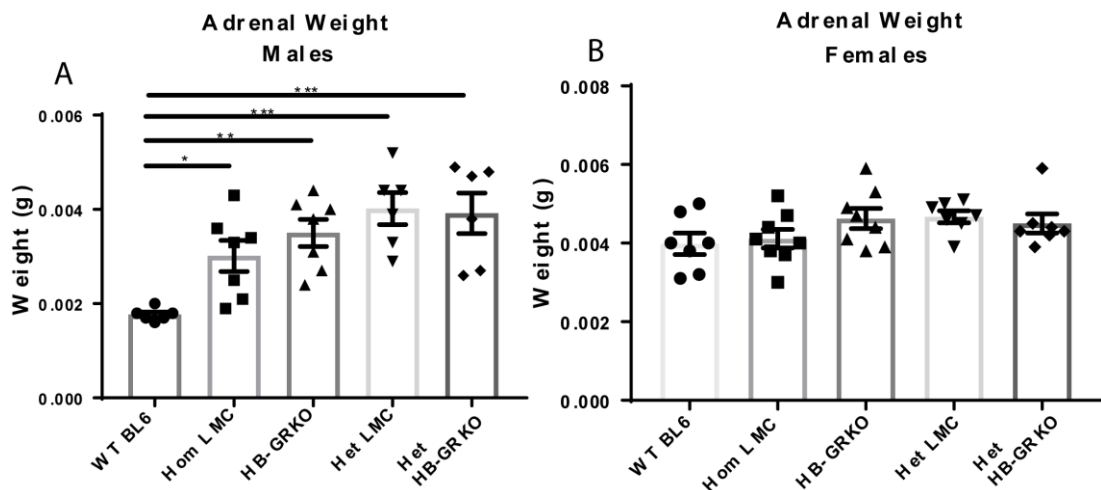 Adrenal Weight
Males
A
* ***
* ***
* *
*
0.006
0.004
0.002
0.000
Weight (g)
WT BL6
Hom LMC
HB-GRKO
Het LMC
Het
HB-GRKO
Adrenal Weight
Females
B
0.008
0.006
0.004
0.002
0.000
Weight (g)
WT BL6
Hom LMC
HB-GRKO
Het LMC
Het
HB-GRKO